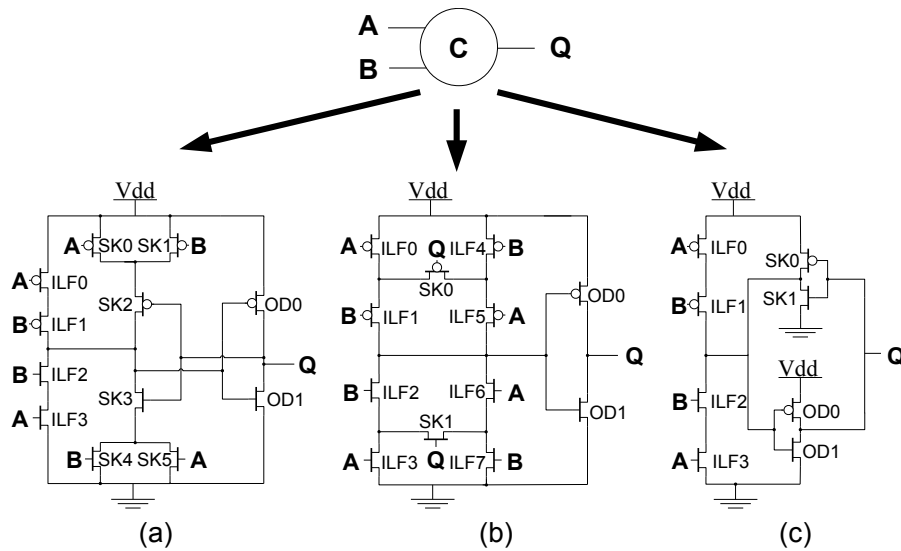 A
B
C
Q
Vdd
A
SK0
SK1
B
A
ILF0
SK2
OD0
B
ILF1
Q
B
ILF2
SK3
OD1
A
ILF3
B
SK4
SK5
A
(a)
Vdd
A
ILF0
Q
ILF4
B
SK0
OD0
B
ILF1
ILF5
A
Q
B
ILF2
ILF6
A
OD1
SK1
A
ILF3
Q
ILF7
B
(b)
Vdd
A
ILF0
SK0
B
ILF1
SK1
Q
Vdd
B
ILF2
OD0
A
ILF3
OD1
(c)